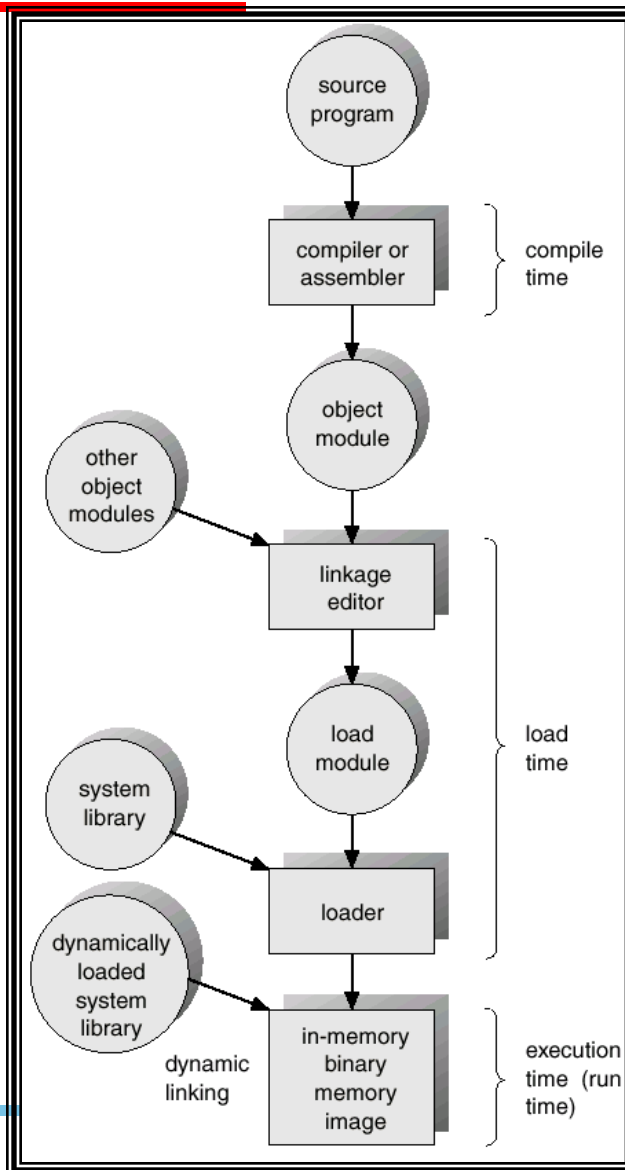 source
program
compiler or
assembler
compile
time
object
module
other
object
modules
linkage
editor
load
module
load
time
system
library
loader
dynamically
loaded
system
library
dynamic
linking
in-memory
binary
memory
image
execution
time (run
time)